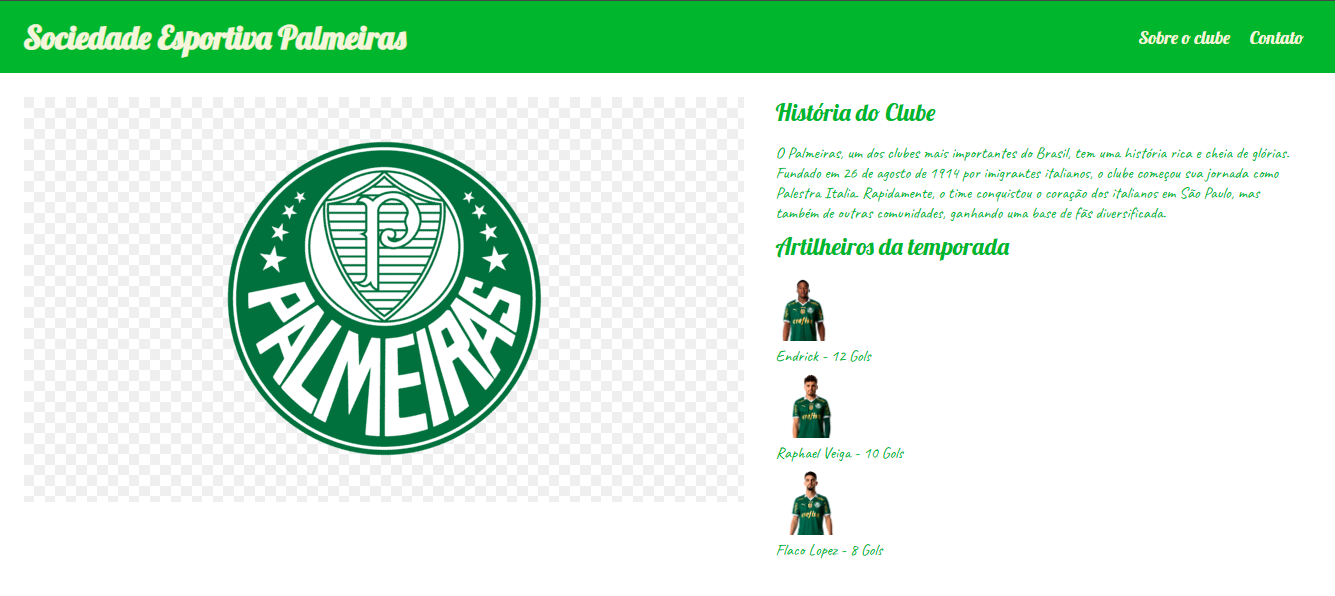 Sociedade Esportiva Palmeiras
Sobre o clube Contato
P
PALMEIRAS
História do Clube
O Palmeiras, um dos clubes mais importantes do Brasil, tem uma história rica e cheia de glórias.
Fundado em 26 de agosto de 1914 por imigrantes italianos, o clube começou sua jornada como
Palestra Italia. Rapidamente, o time conquistou o coração dos italianos em São Paulo, mas
também de outras comunidades, ganhando uma base de fãs diversificada.
Artilheiros da temporada
Endrick - 12 Gols
Raphael Veiga - 10 Gols
Flaco Lopez - 8 Gols